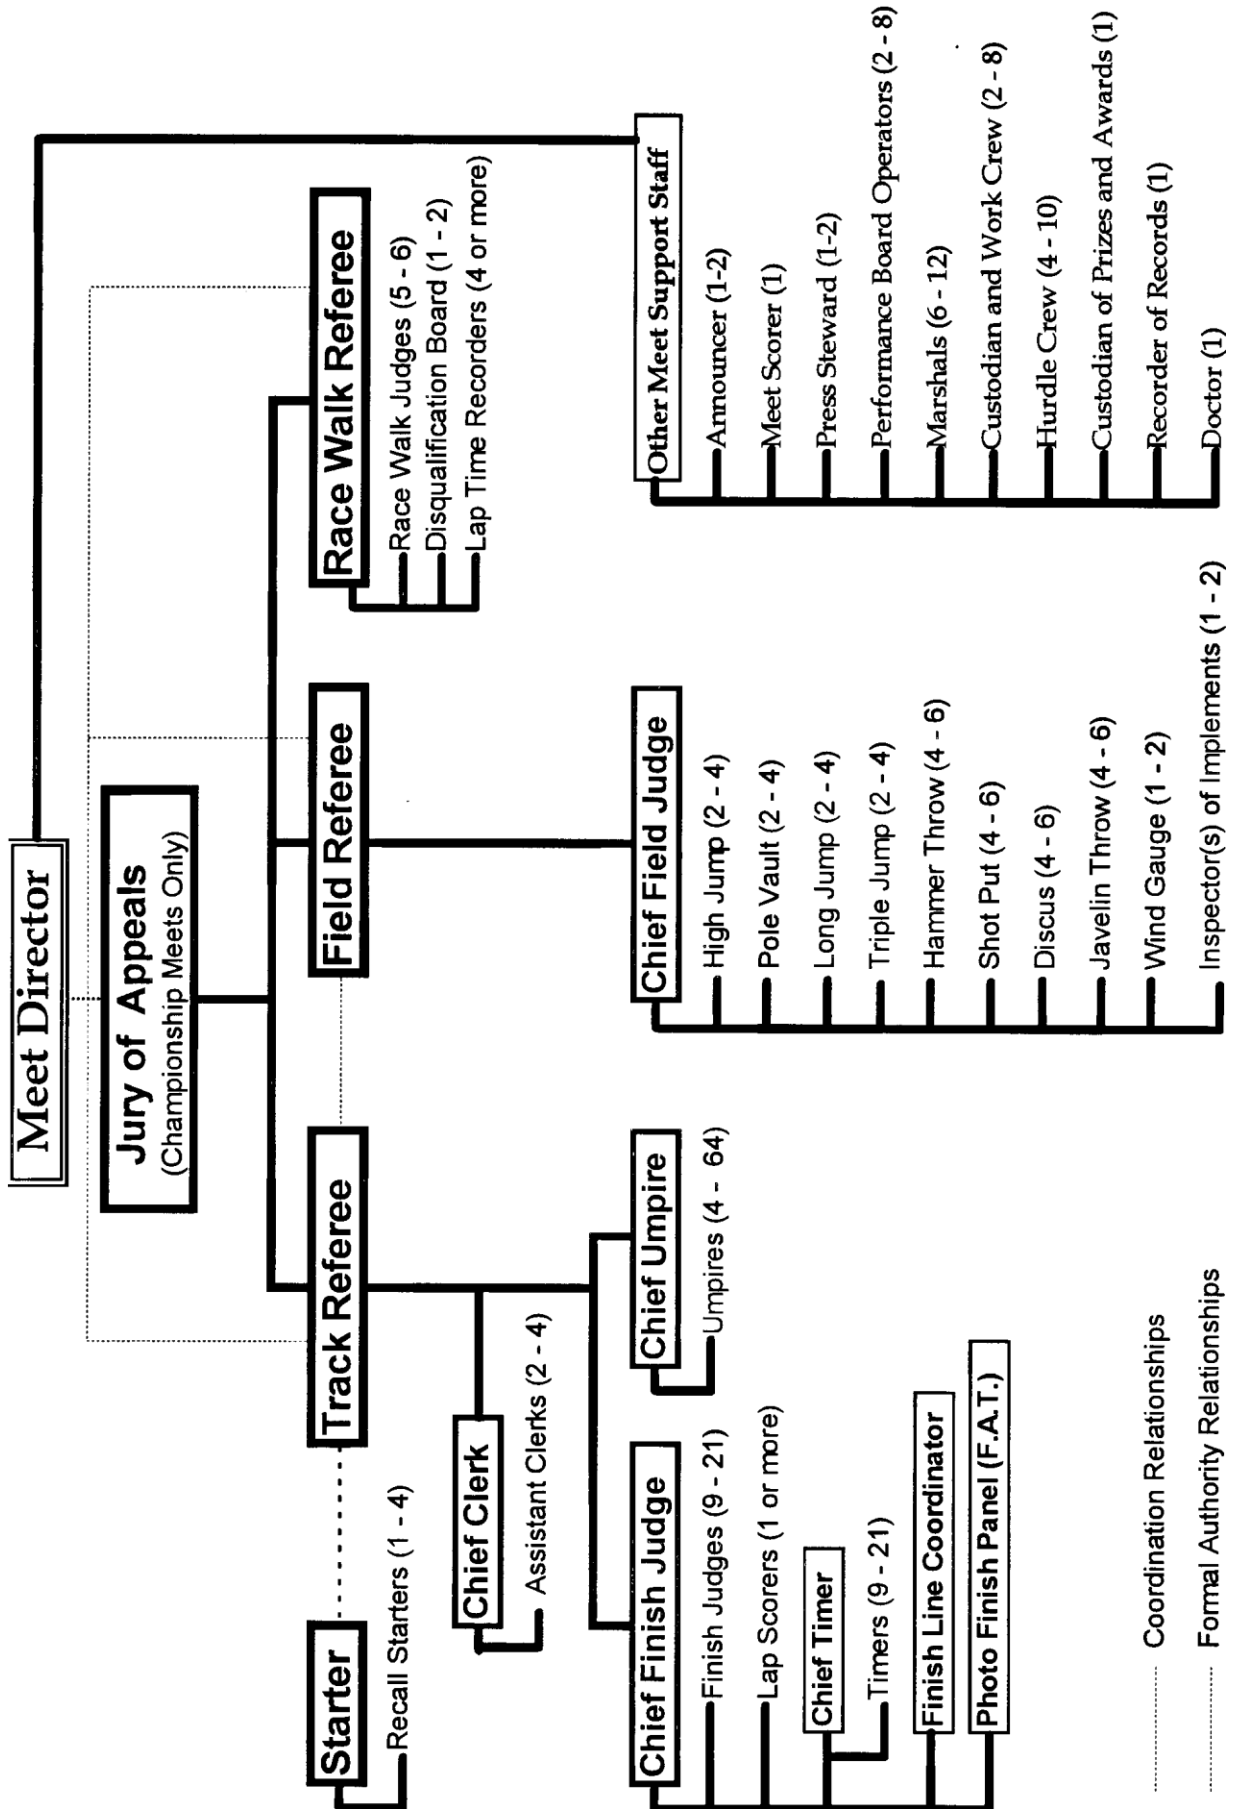 Meet Director
Jury of Appeals
(Championship Meets Only)
Starter
Recall Starters (1 - 4)
Track Referee
Field Referee
Race Walk Referee
Race Walk Judges (5 - 6)
Disqualification Board (1 - 2)
Lap Time Recorders (4 or more)
Chief Clerk
Assistant Clerks (2 - 4)
Chief Finish Judge
Finish Judges (9 - 21)
Lap Scorers (1 or more)
Chief Timer
Timers (9 - 21)
Finish Line Coordinator
Photo Finish Panel (F.A.T.)
Chief Umpire
Umpires (4 - 64)
Chief Field Judge
High Jump (2 - 4)
Pole Vault (2 - 4)
Long Jump (2 - 4)
Triple Jump (2 - 4)
Hammer Throw (4 - 6)
Shot Put (4 - 6)
Discus (4 - 6)
Javelin Throw (4 - 6)
Wind Gauge (1 - 2)
Inspector(s) of Implements (1 - 2)
Other Meet Support Staff
Announcer (1-2)
Meet Scorer (1)
Press Steward (1-2)
Performance Board Operators (2 - 8)
Marshals (6 - 12)
Custodian and Work Crew (2 - 8)
Hurdle Crew (4 - 10)
Custodian of Prizes and Awards (1)
Recorder of Records (1)
Doctor (1)
Coordination Relationships
Formal Authority Relationships